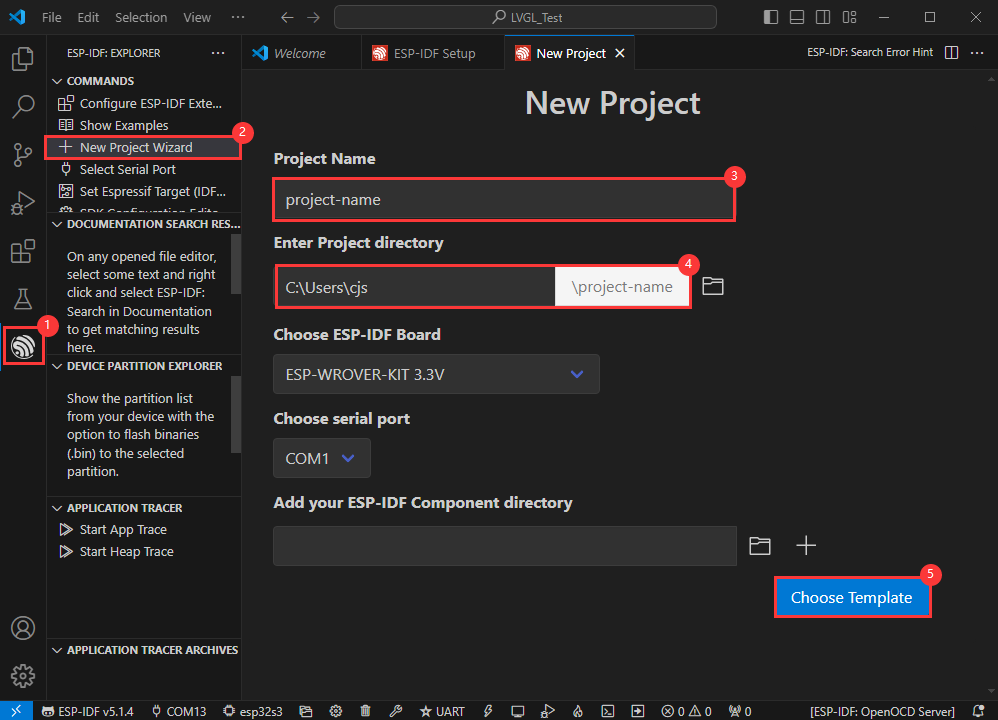 File Edit Selection View ··· LVGL_Test
ESP-IDF: EXPLORER ···
Welcome
ESP-IDF Setup
New Project
ESP-IDF: Search Error Hint ···
COMMANDS
Configure ESP-IDF Exte...
Show Examples
2
New Project Wizard
Select Serial Port
Set Espressif Target (IDF...
SDK Configuration Edito...
DOCUMENTATION SEARCH RES...
On any opened file editor,
select some text and right
click and select ESP-IDF:
Search in Documentation
to get matching results
here.
1
DEVICE PARTITION EXPLORER
Show the partition list
from your device with the
option to flash binaries
(.bin) to the selected
partition.
APPLICATION TRACER
Start App Trace
Start Heap Trace
APPLICATION TRACER ARCHIVES
New Project
Project Name
3
project-name
Enter Project directory
4
C:\Users\cjs \project-name
Choose ESP-IDF Board
ESP-WROVER-KIT 3.3V
Choose serial port
COM1
Add your ESP-IDF Component directory
5
Choose Template
ESP-IDF v5.1.4 COM13 esp32s3 UART 0 0 0 [ESP-IDF: OpenOCD Server]